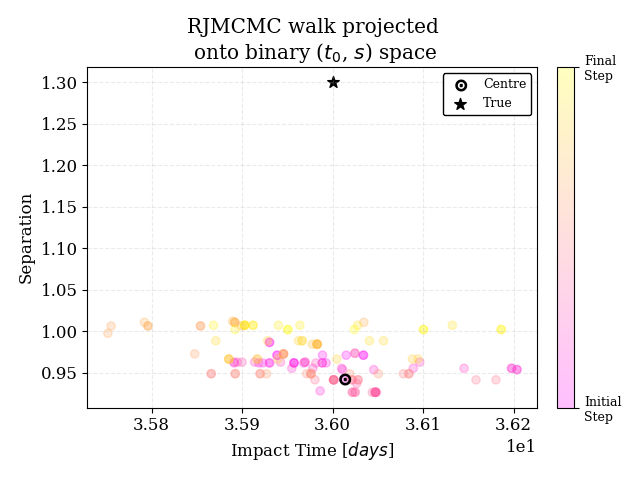 RJMCMC walk projected
onto binary (t₀, s) space
Separation
1.30
1.25
1.20
1.15
1.10
1.05
1.00
0.95
3.58
3.59
3.60
3.61
3.62
1e1
Impact Time [days]
Centre
True
Final
Step
Initial
Step